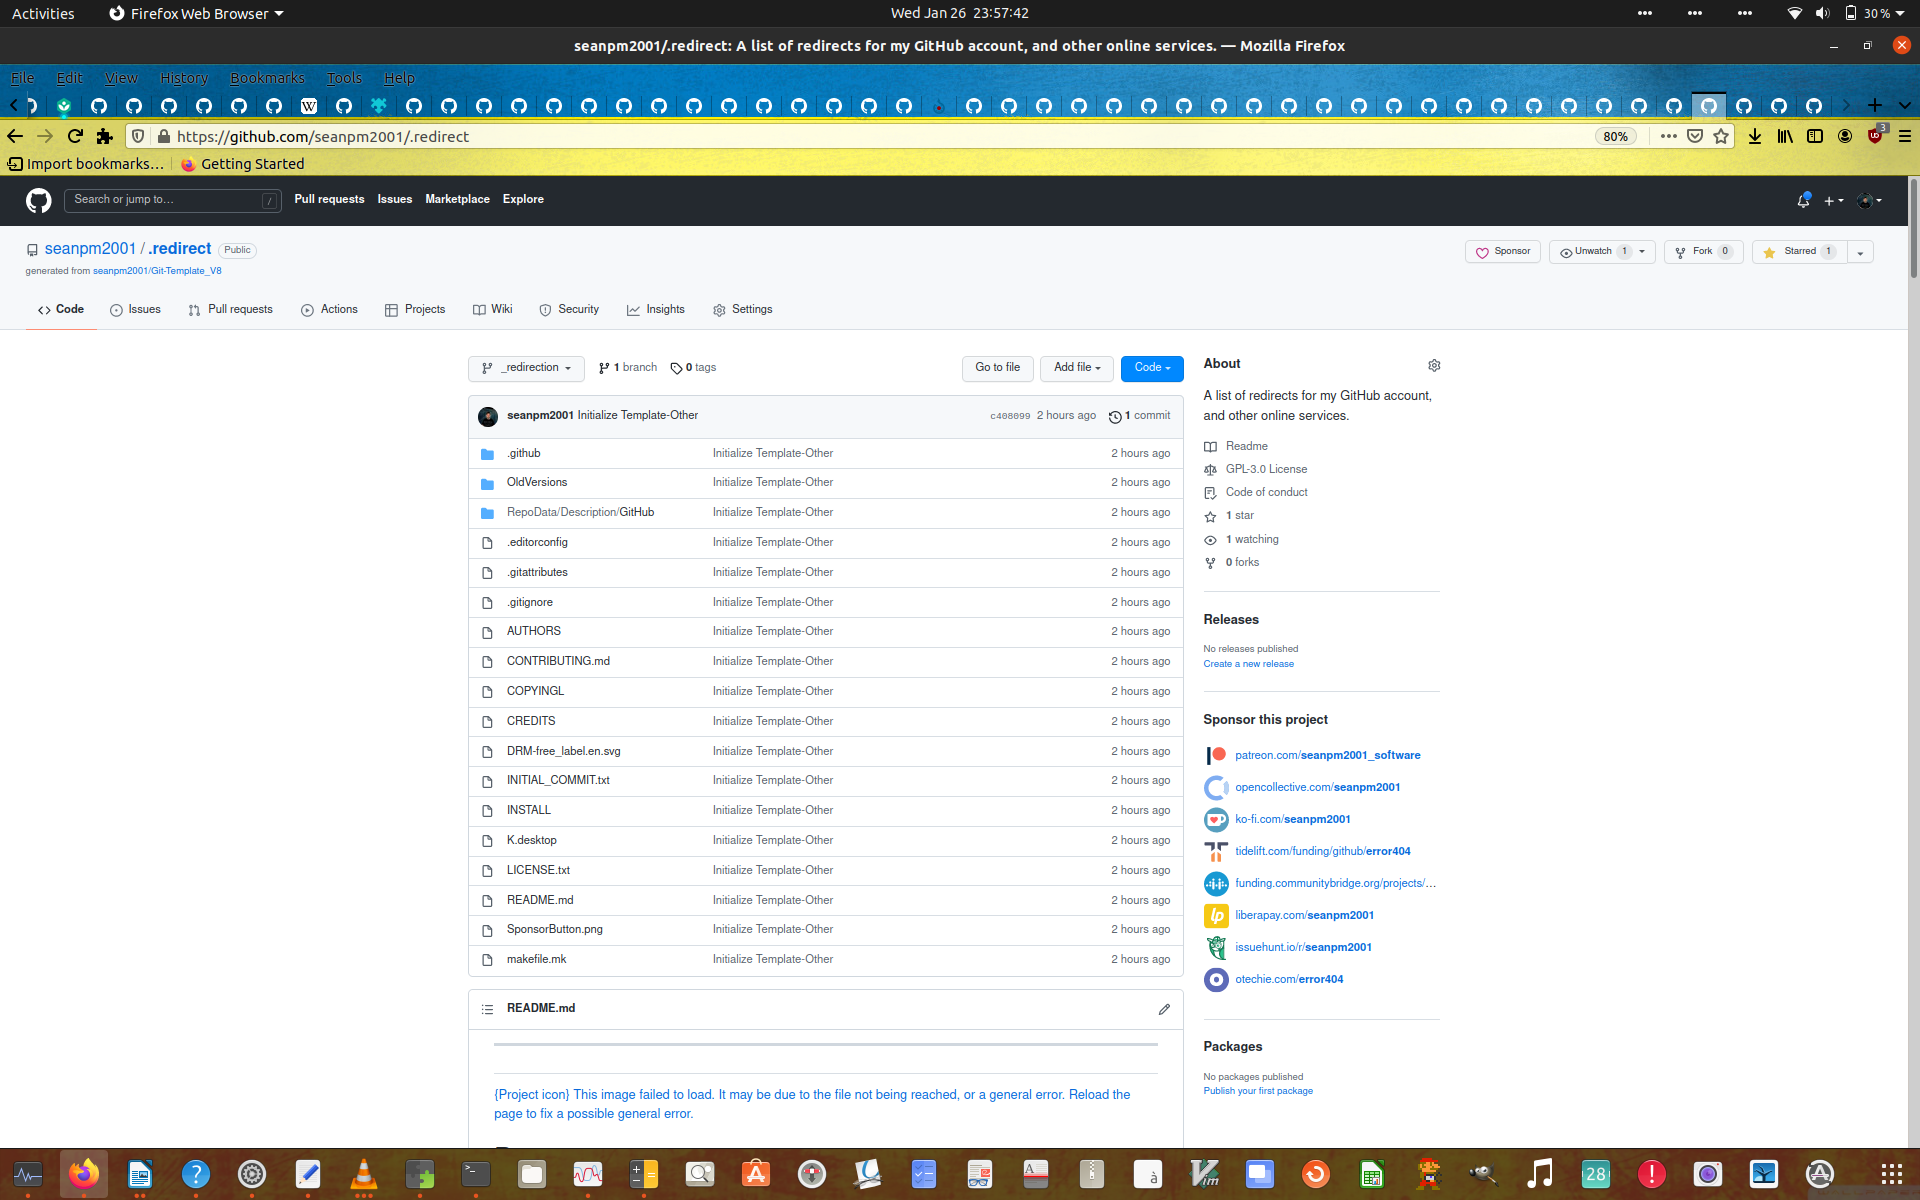 Activities Firefox Web Browser Wed Jan 26 23:57:42 30 %
seanpm2001/.redirect: A list of redirects for my GitHub account, and other online services. — Mozilla Firefox
File Edit View History Bookmarks Tools Help
https://github.com/seanpm2001/.redirect 80% 3
Import bookmarks… Getting Started
Search or jump to… / Pull requests Issues Marketplace Explore
seanpm2001 / .redirect Public Sponsor Unwatch 1 Fork 0 Starred 1
generated from seanpm2001/Git-Template_V8
Code Issues Pull requests Actions Projects Wiki Security Insights Settings
_redirection 1 branch 0 tags Go to file Add file Code
seanpm2001 Initialize Template-Other c408099 2 hours ago 1 commit
.github Initialize Template-Other 2 hours ago
OldVersions Initialize Template-Other 2 hours ago
RepoData/Description/GitHub Initialize Template-Other 2 hours ago
.editorconfig Initialize Template-Other 2 hours ago
.gitattributes Initialize Template-Other 2 hours ago
.gitignore Initialize Template-Other 2 hours ago
AUTHORS Initialize Template-Other 2 hours ago
CONTRIBUTING.md Initialize Template-Other 2 hours ago
COPYINGL Initialize Template-Other 2 hours ago
CREDITS Initialize Template-Other 2 hours ago
DRM-free_label.en.svg Initialize Template-Other 2 hours ago
INITIAL_COMMIT.txt Initialize Template-Other 2 hours ago
INSTALL Initialize Template-Other 2 hours ago
K.desktop Initialize Template-Other 2 hours ago
LICENSE.txt Initialize Template-Other 2 hours ago
README.md Initialize Template-Other 2 hours ago
SponsorButton.png Initialize Template-Other 2 hours ago
makefile.mk Initialize Template-Other 2 hours ago
README.md
{Project icon} This image failed to load. It may be due to the file not being reached, or a general error. Reload the
page to fix a possible general error.
About
A list of redirects for my GitHub account,
and other online services.
Readme
GPL-3.0 License
Code of conduct
1 star
1 watching
0 forks
Releases
No releases published
Create a new release
Sponsor this project
patreon.com/seanpm2001_software
opencollective.com/seanpm2001
ko-fi.com/seanpm2001
tidelift.com/funding/github/error404
funding.communitybridge.org/projects/…
liberapay.com/seanpm2001
issuehunt.io/r/seanpm2001
otechie.com/error404
Packages
No packages published
Publish your first package
28